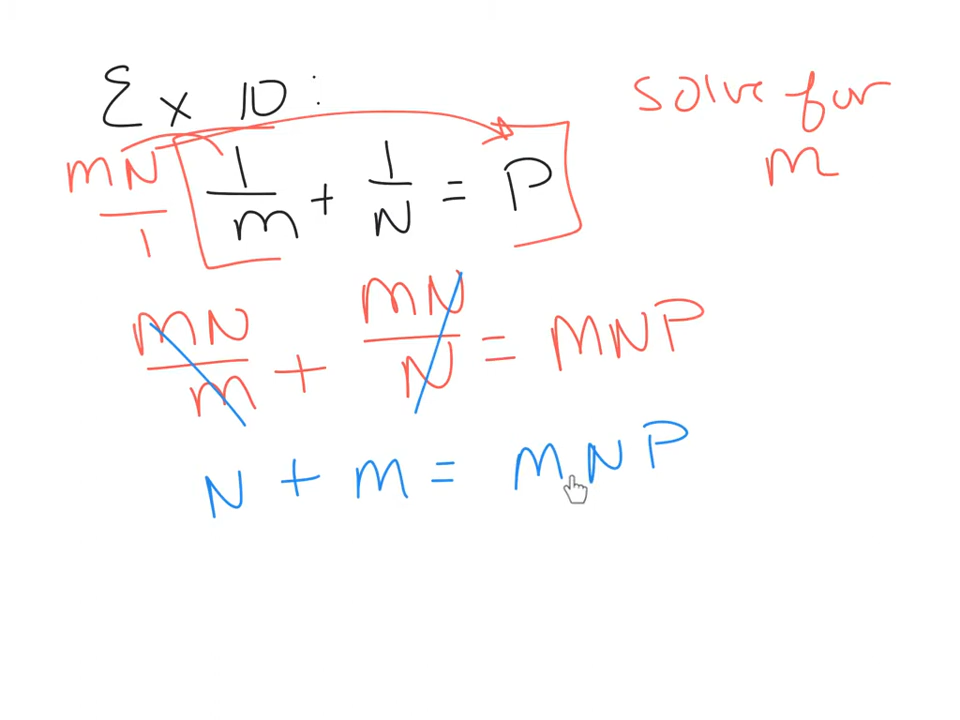 Ex 10:
solve for
m
MN/1 1/m + 1/N = P
MN/m + MN/N = MNP
N + m = MNP